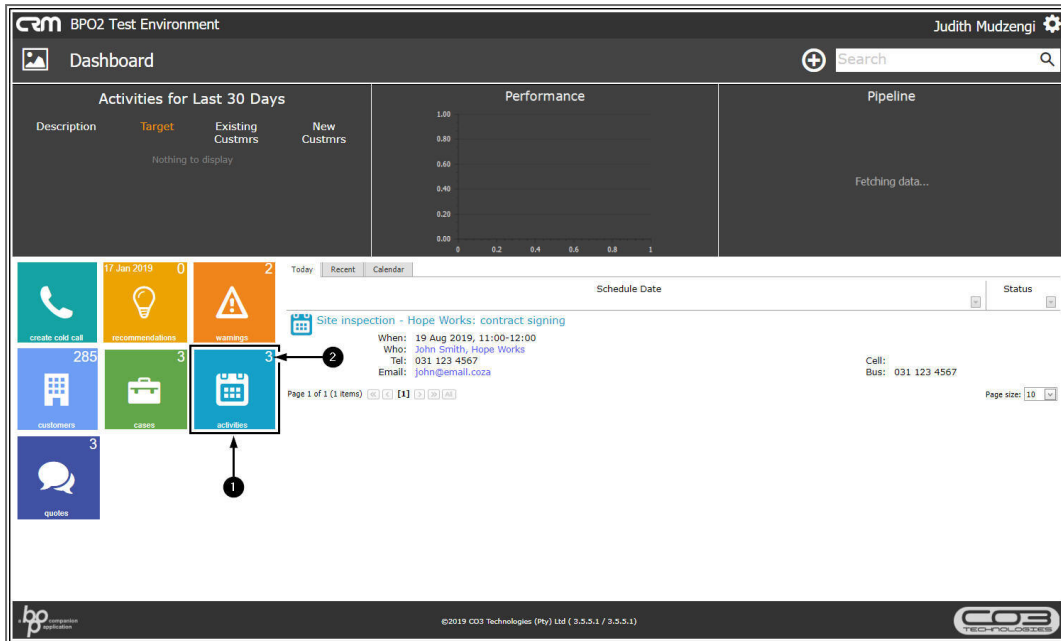 CRM BPO2 Test Environment
Judith Mudzengi
Dashboard
Search
Activities for Last 30 Days
Description Target Existing Custmrs New Custmrs
Nothing to display
Performance
1.00
0.80
0.60
0.40
0.20
0.00
0 0.2 0.4 0.6 0.8 1
Pipeline
Fetching data...
create cold call
17 Jan 2019 0
recommendations
2
warnings
285
customers
3
cases
3
activities
3
quotes
2
1
Today Recent Calendar
Schedule Date Status
Site inspection - Hope Works: contract signing
When: 19 Aug 2019, 11:00-12:00
Who: John Smith, Hope Works
Tel: 031 123 4567 Cell:
Email: john@email.coza Bus: 031 123 4567
Page 1 of 1 (1 items) [1] All Page size: 10
bpo companion application
©2019 CO3 Technologies (Pty) Ltd ( 3.5.5.1 / 3.5.5.1)
CO3
TECHNOLOGIES